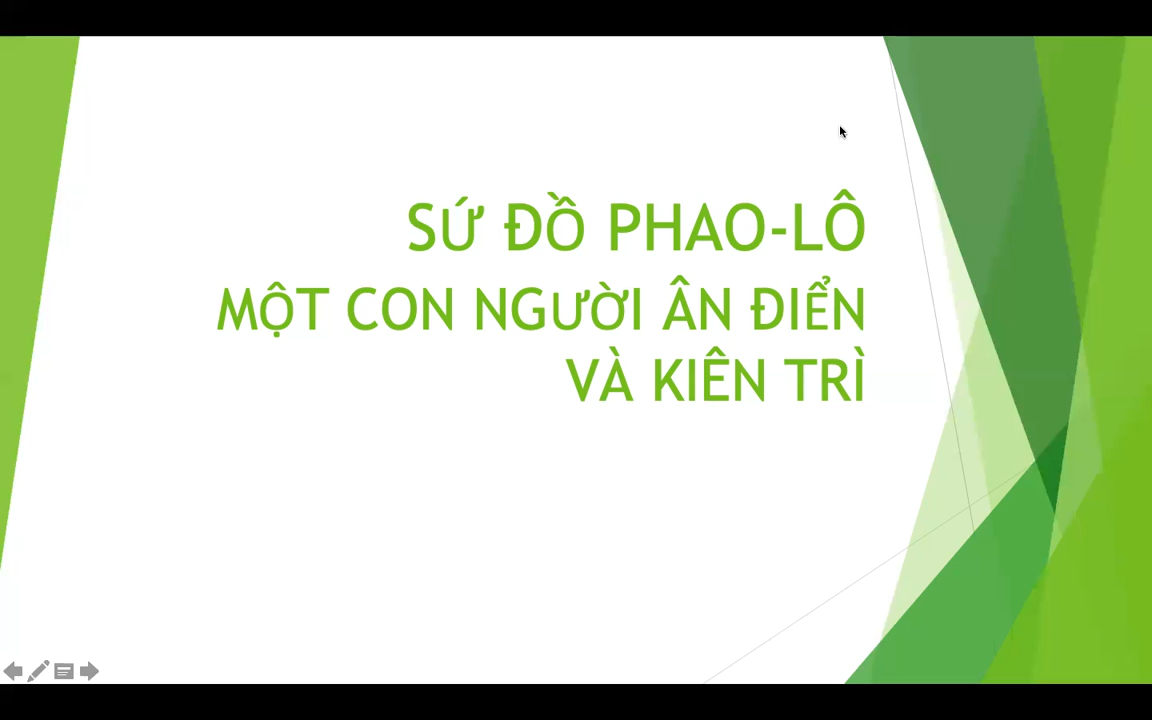 SỨ ĐỒ PHAO-LÔ
MỘT CON NGƯỜI ÂN ĐIỂN
VÀ KIÊN TRÌ